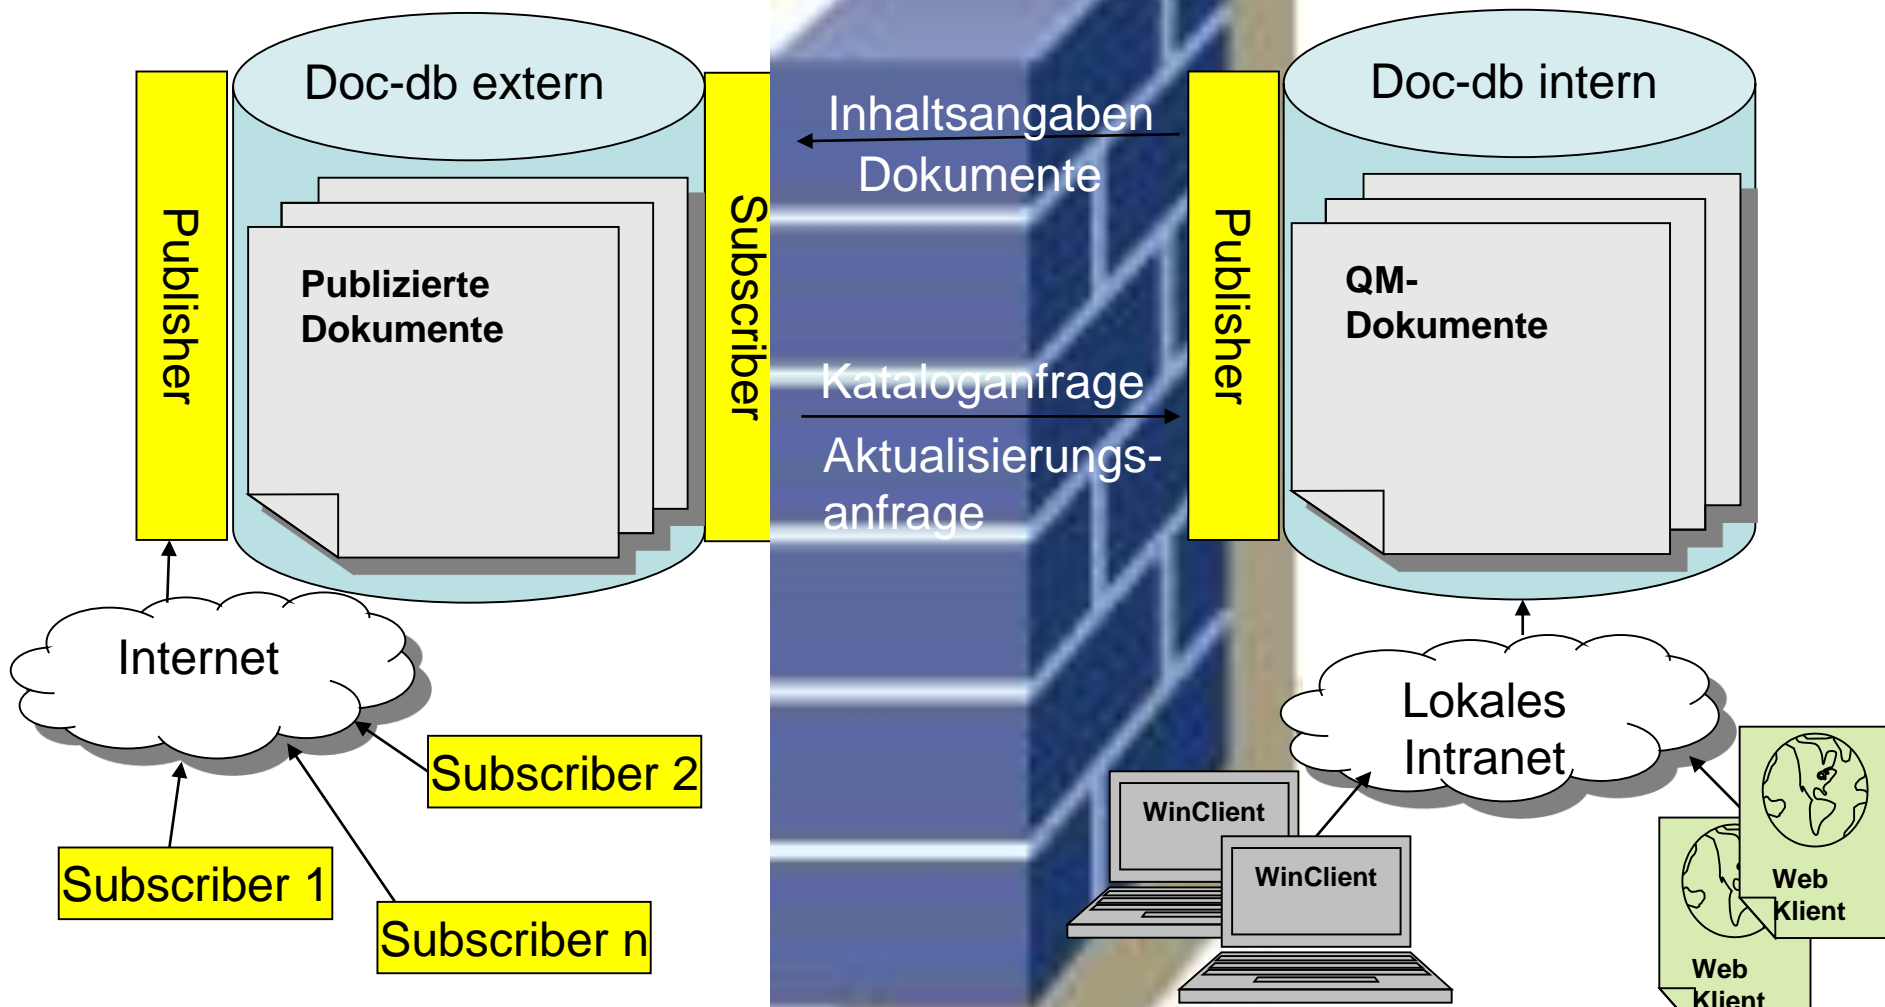 Doc-db extern
Publisher
Subscriber
Publizierte
Dokumente
Internet
Subscriber 2
Subscriber 1
Subscriber n
Inhaltsangaben
Dokumente
Kataloganfrage
Aktualisierungs-
anfrage
Doc-db intern
Publisher
QM-
Dokumente
Lokales
Intranet
WinClient
WinClient
Web
Klient
Web
Klient